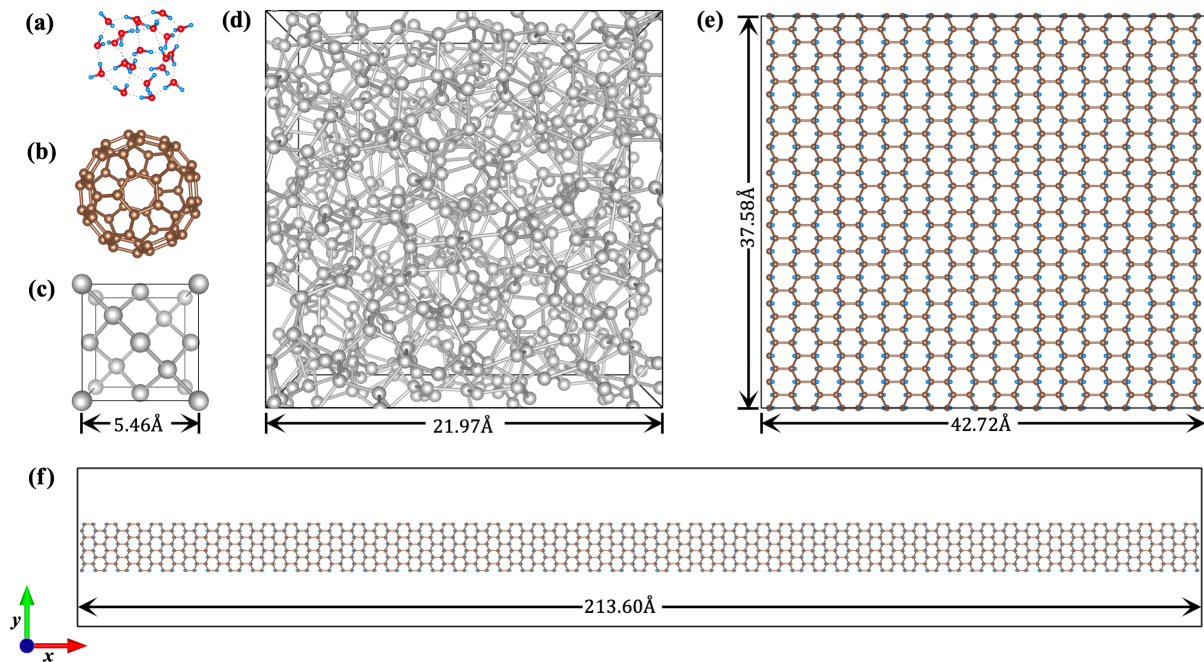 (a)
(b)
(c)
5.46Å
(d)
21.97Å
(e)
37.58Å
42.72Å
(f)
213.60Å
y
x